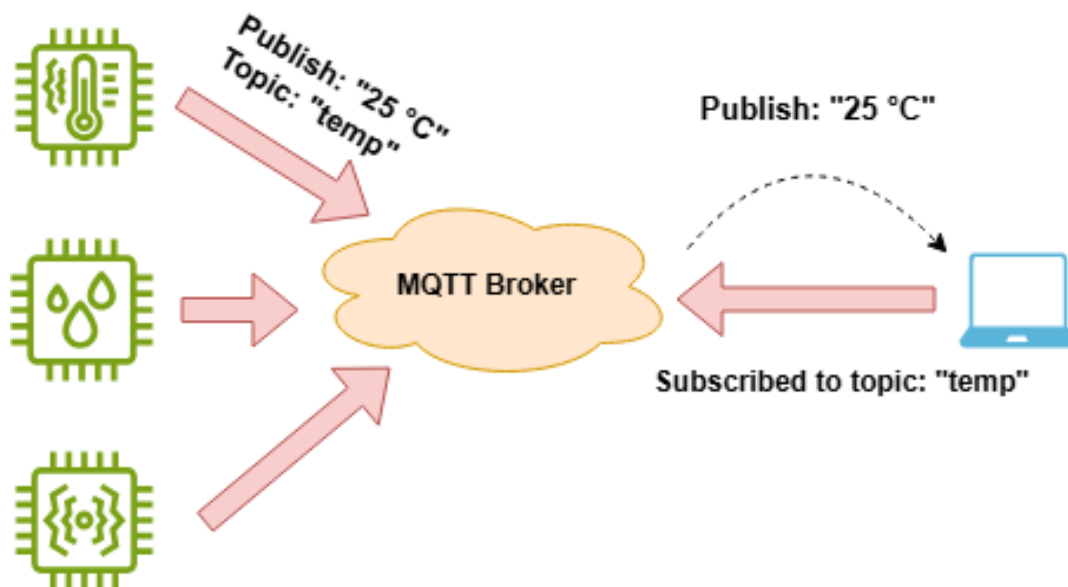 Publish: "25 °C"
Topic: "temp"
Publish: "25 °C"
MQTT Broker
Subscribed to topic: "temp"